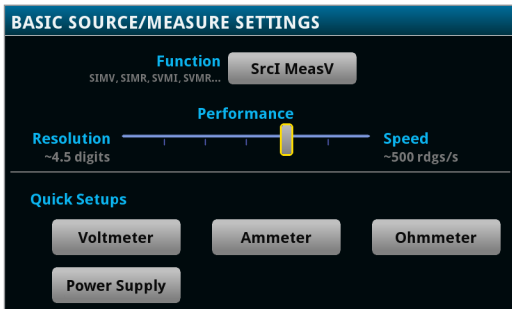 BASIC SOURCE/MEASURE SETTINGS
Function
SrcI MeasV
SIMV, SIMR, SVMI, SVMR...
Performance
Resolution
Speed
~4.5 digits
~500 rdgs/s
Quick Setups
Voltmeter
Ammeter
Ohmmeter
Power Supply